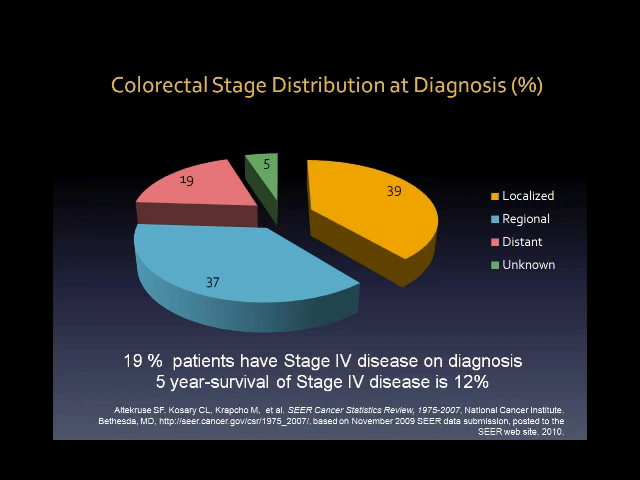 Colorectal Stage Distribution at Diagnosis (%)
5
19
39
37
Localized
Regional
Distant
Unknown
19 % patients have Stage IV disease on diagnosis
5 year-survival of Stage IV disease is 12%
Altekruse SF, Kosary CL, Krapcho M, et al. SEER Cancer Statistics Review, 1975-2007, National Cancer Institute.
Bethesda, MD, http://seer.cancer.gov/csr/1975_2007/, based on November 2009 SEER data submission, posted to the
SEER web site, 2010.